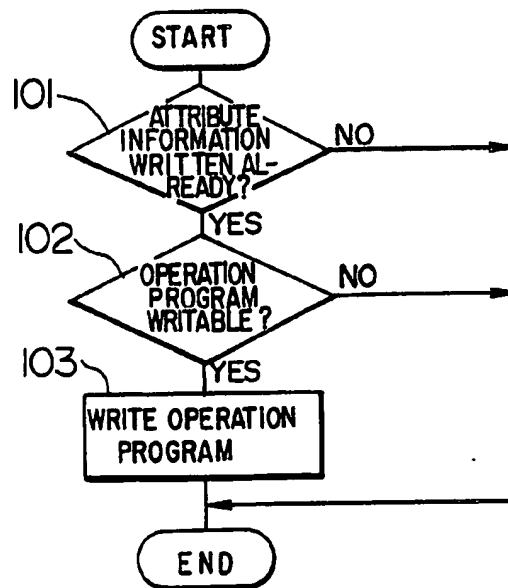 START
101
ATTRIBUTE
INFORMATION
WRITTEN AL-
READY?
NO
YES
102
OPERATION
PROGRAM
WRITABLE?
NO
YES
103
WRITE OPERATION
PROGRAM
END